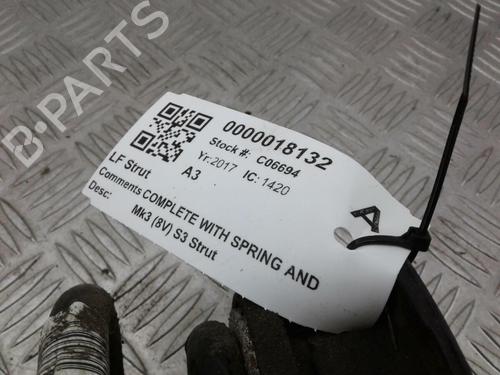 0000018132
Stock #: C06694
Yr:2017 IC: 1420
LF Strut A3
Comments COMPLETE WITH SPRING AND
Desc: Mk3 (8V) S3 Strut
A
B-PARTS